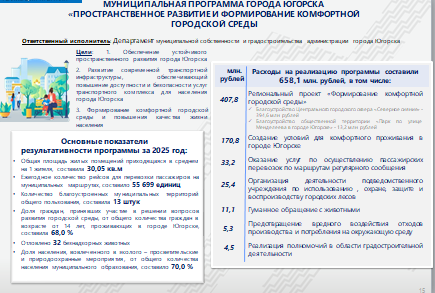 МУНИЦИПАЛЬНАЯ ПРОГРАММА ГОРОДА ЮГОРСКА
«ПРОСТРАНСТВЕННОЕ РАЗВИТИЕ И ФОРМИРОВАНИЕ КОМФОРТНОЙ
ГОРОДСКОЙ СРЕДЫ
Ответственный исполнитель Департамент муниципальной собственности и градостроительства администрации города Югорска
Цели: 1. Обеспечение устойчивого
пространственного развития города Югорска
2. Развитие современной транспортной
инфраструктуры, обеспечивающей
повышение доступности и безопасности услуг
транспортного комплекса для населения
города Югорска
3. Формирование комфортной городской
среды и повышения качества жизни
населения
Основные показатели
результативности программы за 2025 год:
Общая площадь жилых помещений приходящаяся в среднем
на 1 жителя, составила 30,05 кв.м
Ежегодное количество рейсов для перевозки пассажиров на
муниципальных маршрутах, составило 55 699 единиц
Количество благоустроенных муниципальных территорий
общего пользования, составила 13 штук
Доля граждан, принявших участие в решении вопросов
развития городской среды, от общего количества граждан в
возрасте от 14 лет, проживающих в городе Югорске,
составила 68,0 %
Отловлено 32 безнадзорных животных
Доля населения, вовлеченного в эколого – просветительские
и природоохранные мероприятия, от общего количества
населения муниципального образования, составило 70,0 %
млн.
рублей
Расходы на реализацию программы составили
658,1 млн. рублей, в том числе:
407,8
Региональный проект «Формирование комфортной
городской среды»
Благоустройство Центрального городского сквера
394,6 млн рублей
Благоустройство общественной территории «Парк по улице
Менделеева в городе Югорске» - 13,2 млн рублей
170,8
Создание условий для комфортного проживания в
городе Югорске
33,2
Оказание услуг по осуществлению пассажирских
перевозок по маршрутам регулярного сообщения
25,4
Организация деятельности подведомственного
учреждения по использованию , охране, защите и
воспроизводству городских лесов
11,1
Гуманное обращение с животными
5,3
Предотвращение вредного воздействия отходов
производства и потребления на окружающую среду
4,5
Реализация полномочий в области градостроительной
деятельности
15